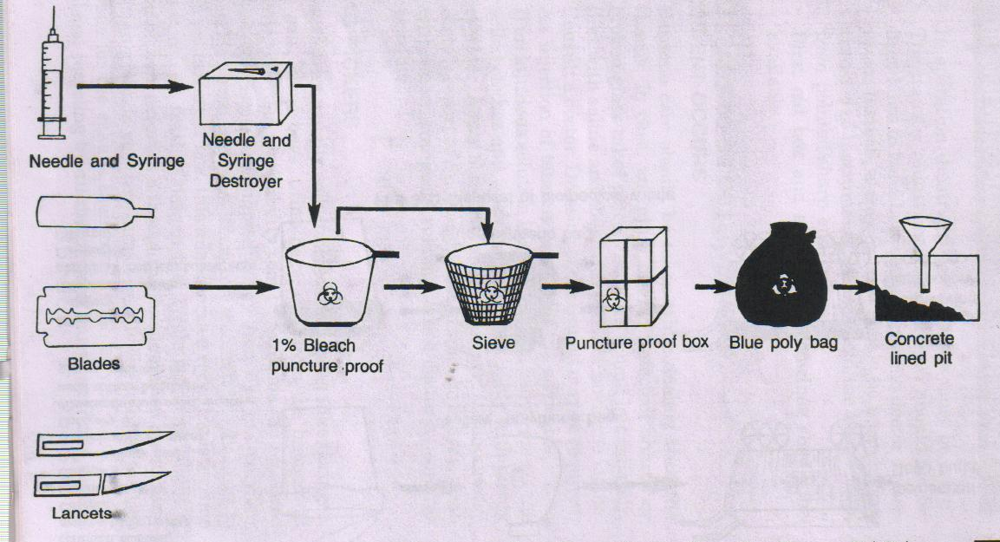 Needle and Syringe
Needle and
Syringe
Destroyer
Blades
1% Bleach
puncture proof
Sieve
Puncture proof box
Blue poly bag
Concrete
lined pit
Lancets